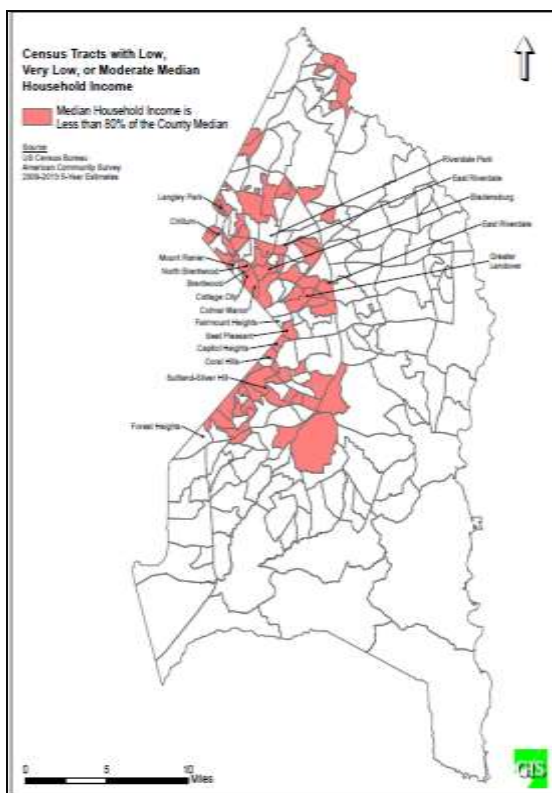 Census Tracts with Low,
Very Low, or Moderate Median
Household Income
Median Household Income is
Less than 80% of the County Median
Source
US Census Bureau
American Community Survey
2009-2013 5-Year Estimates
Riverdale Park
East Riverdale
Bladensburg
East Riverdale
Greater
Landover
Langley Park
Chillum
Mount Rainier
North Brentwood
Brentwood
Cottage City
Colmar Manor
Fairmount Heights
Seat Pleasant
Capitol Heights
Coral Hills
Suitland-Silver Hill
Forest Heights
0
5
10
Miles
GIS